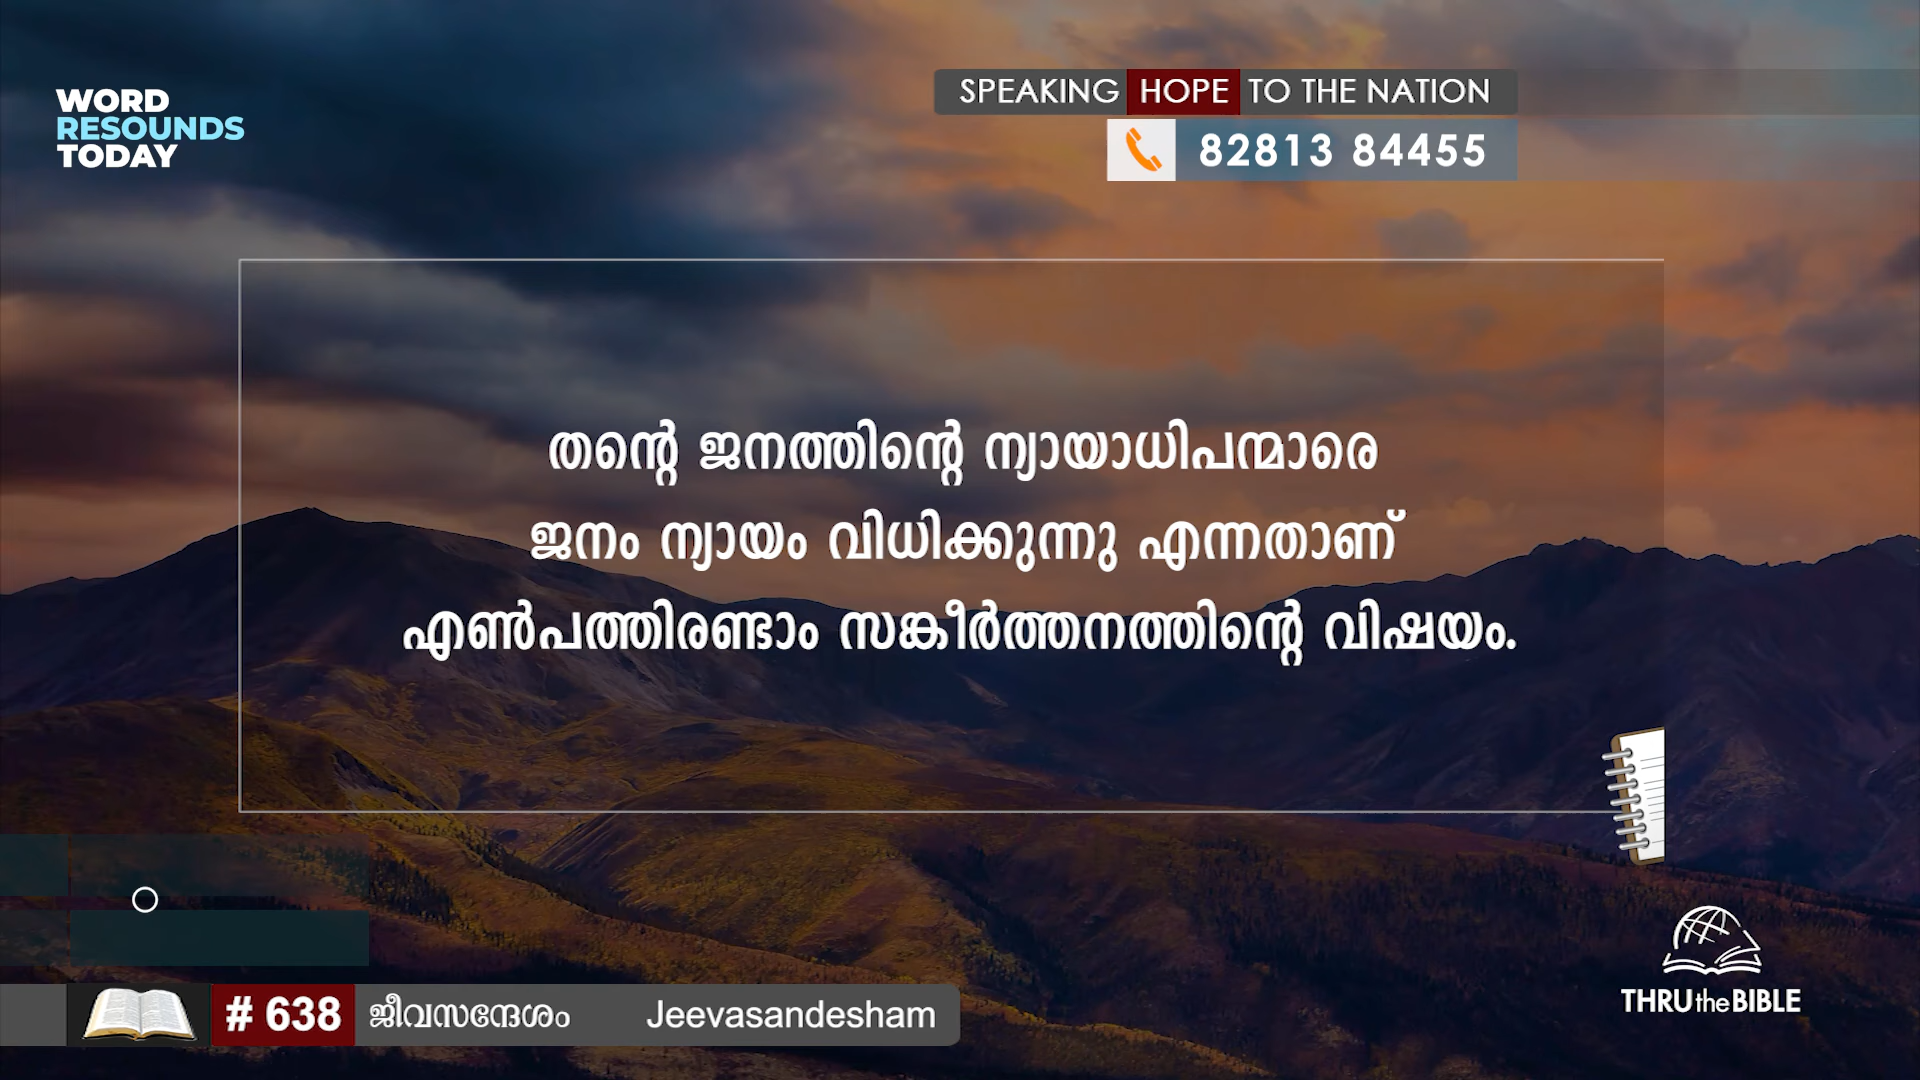 WORD
RESOUNDS
TODAY
SPEAKING HOPE TO THE NATION
82813 84455
തന്റെ ജനത്തിന്റെ ന്യായാധിപന്മാരെ
ജനം ന്യായം വിധിക്കുന്നു എന്നതാണ്
എൺപത്തിരണ്ടാം സങ്കീർത്തനത്തിന്റെ വിഷയം.
# 638 ജീവസന്ദേശം Jeevasandesham
THRU the BIBLE